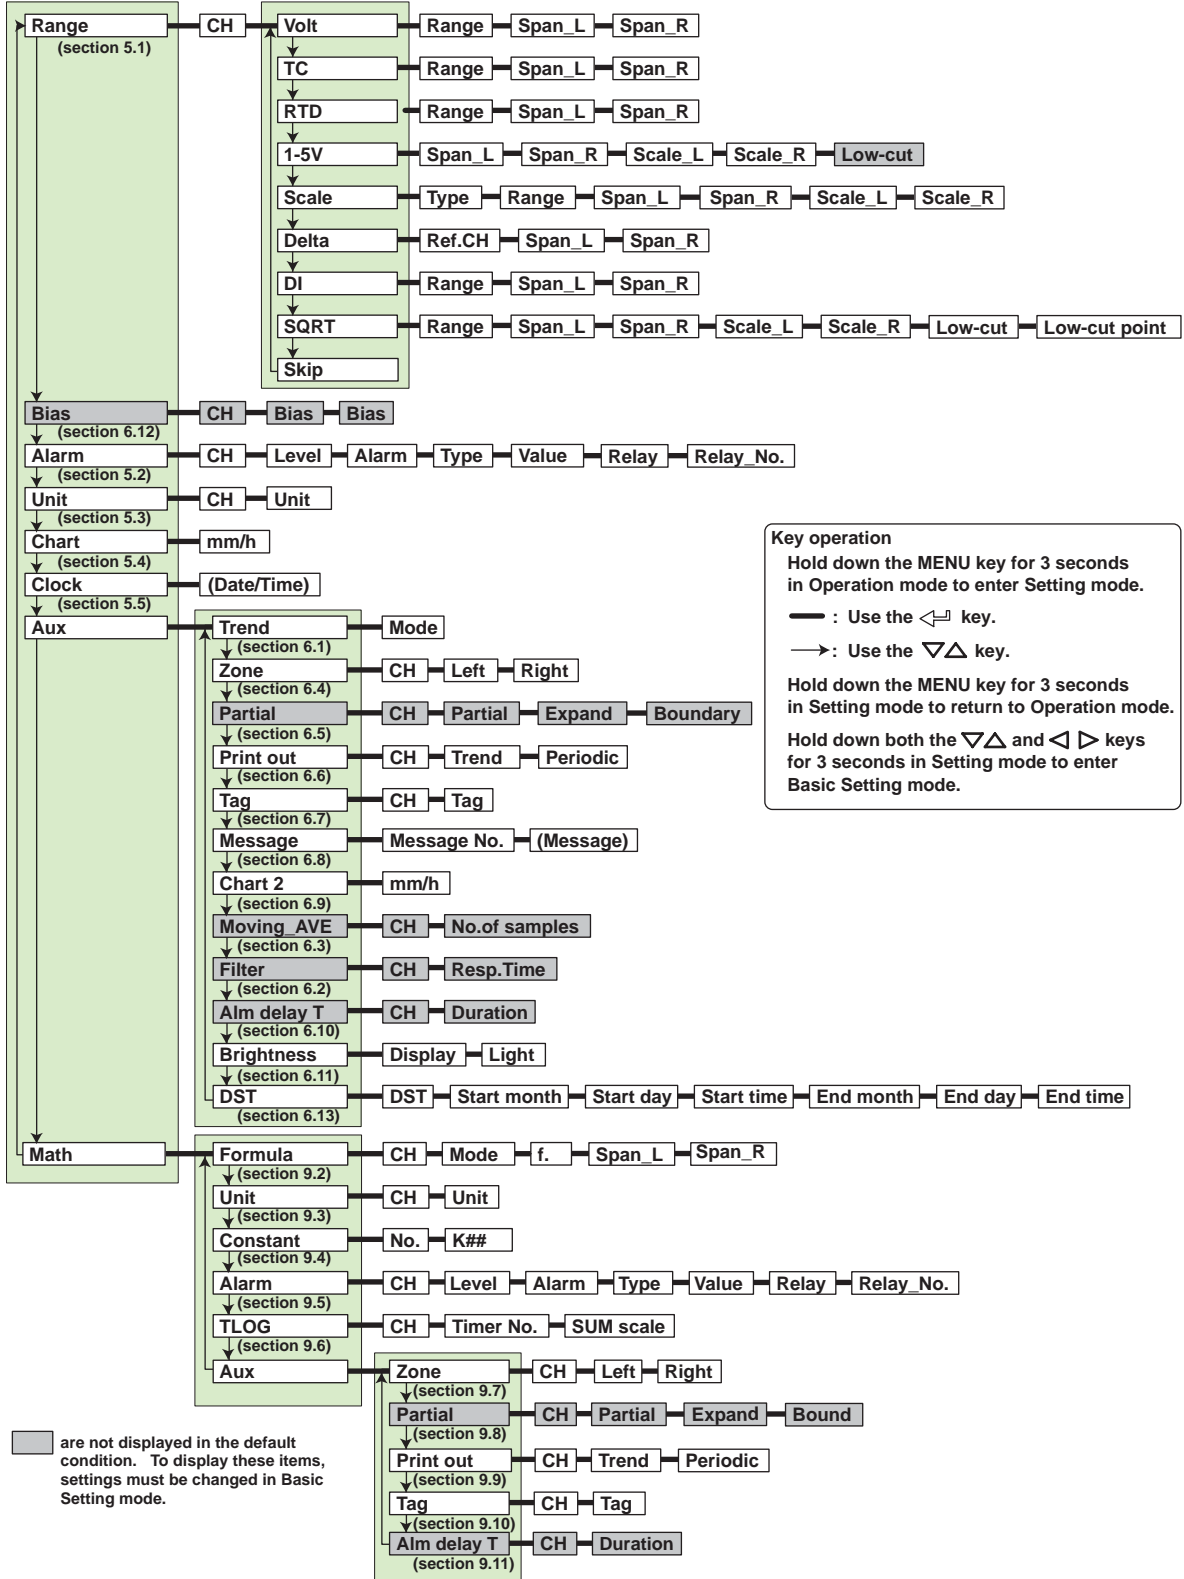 Range CH Volt Range Span_L Span_R
(section 5.1)
TC Range Span_L Span_R
RTD Range Span_L Span_R
1-5V Span_L Span_R Scale_L Scale_R Low-cut
Scale Type Range Span_L Span_R Scale_L Scale_R
Delta Ref.CH Span_L Span_R
DI Range Span_L Span_R
SQRT Range Span_L Span_R Scale_L Scale_R Low-cut Low-cut point
Skip
Bias CH Bias Bias
(section 6.12)
Alarm CH Level Alarm Type Value Relay Relay_No.
(section 5.2)
Unit CH Unit
(section 5.3)
Chart mm/h
(section 5.4)
Clock (Date/Time)
(section 5.5)
Key operation
Hold down the MENU key for 3 seconds
in Operation mode to enter Setting mode.
: Use the key.
: Use the ▽△ key.
Hold down the MENU key for 3 seconds
in Setting mode to return to Operation mode.
Hold down both the ▽△ and ◁ ▷ keys
for 3 seconds in Setting mode to enter
Basic Setting mode.
Aux Trend Mode
(section 6.1)
Zone CH Left Right
(section 6.4)
Partial CH Partial Expand Boundary
(section 6.5)
Print out CH Trend Periodic
(section 6.6)
Tag CH Tag
(section 6.7)
Message Message No. (Message)
(section 6.8)
Chart 2 mm/h
(section 6.9)
Moving_AVE CH No.of samples
(section 6.3)
Filter CH Resp.Time
(section 6.2)
Alm delay T CH Duration
(section 6.10)
Brightness Display Light
(section 6.11)
DST DST Start month Start day Start time End month End day End time
(section 6.13)
Math Formula CH Mode f. Span_L Span_R
(section 9.2)
Unit CH Unit
(section 9.3)
Constant No. K##
(section 9.4)
Alarm CH Level Alarm Type Value Relay Relay_No.
(section 9.5)
TLOG CH Timer No. SUM scale
(section 9.6)
Aux Zone CH Left Right
(section 9.7)
Partial CH Partial Expand Bound
(section 9.8)
Print out CH Trend Periodic
(section 9.9)
Tag CH Tag
(section 9.10)
Alm delay T CH Duration
(section 9.11)
are not displayed in the default
condition. To display these items,
settings must be changed in Basic
Setting mode.